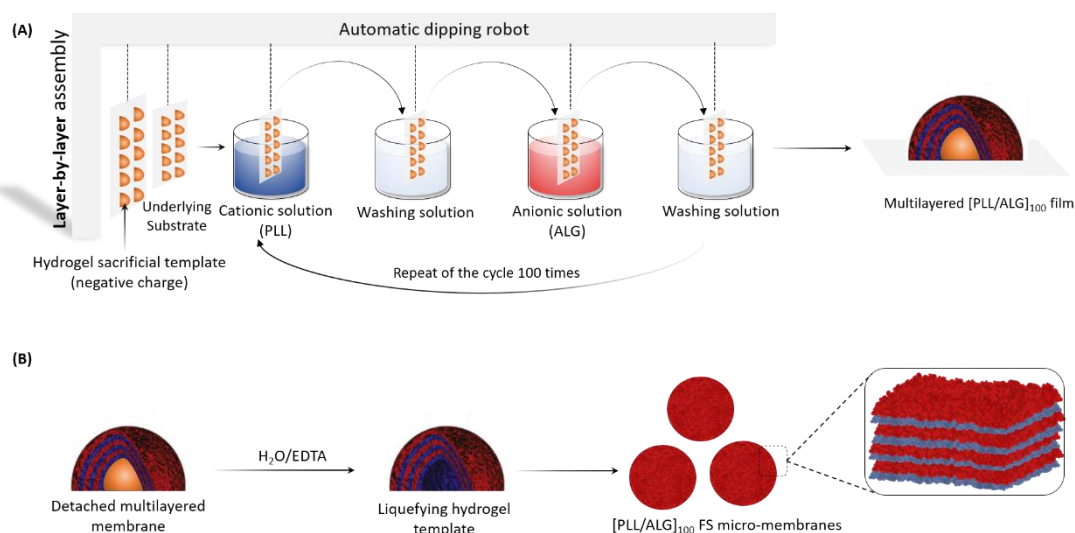 (A)
Layer-by-layer assembly
Automatic dipping robot
Underlying
Substrate
Hydrogel sacrificial template
(negative charge)
Cationic solution
(PLL)
Washing solution
Anionic solution
(ALG)
Washing solution
Repeat of the cycle 100 times
Multilayered [PLL/ALG]₁₀₀ film
(B)
Detached multilayered
membrane
H₂O/EDTA
Liquefying hydrogel
template
[PLL/ALG]₁₀₀ FS micro-membranes